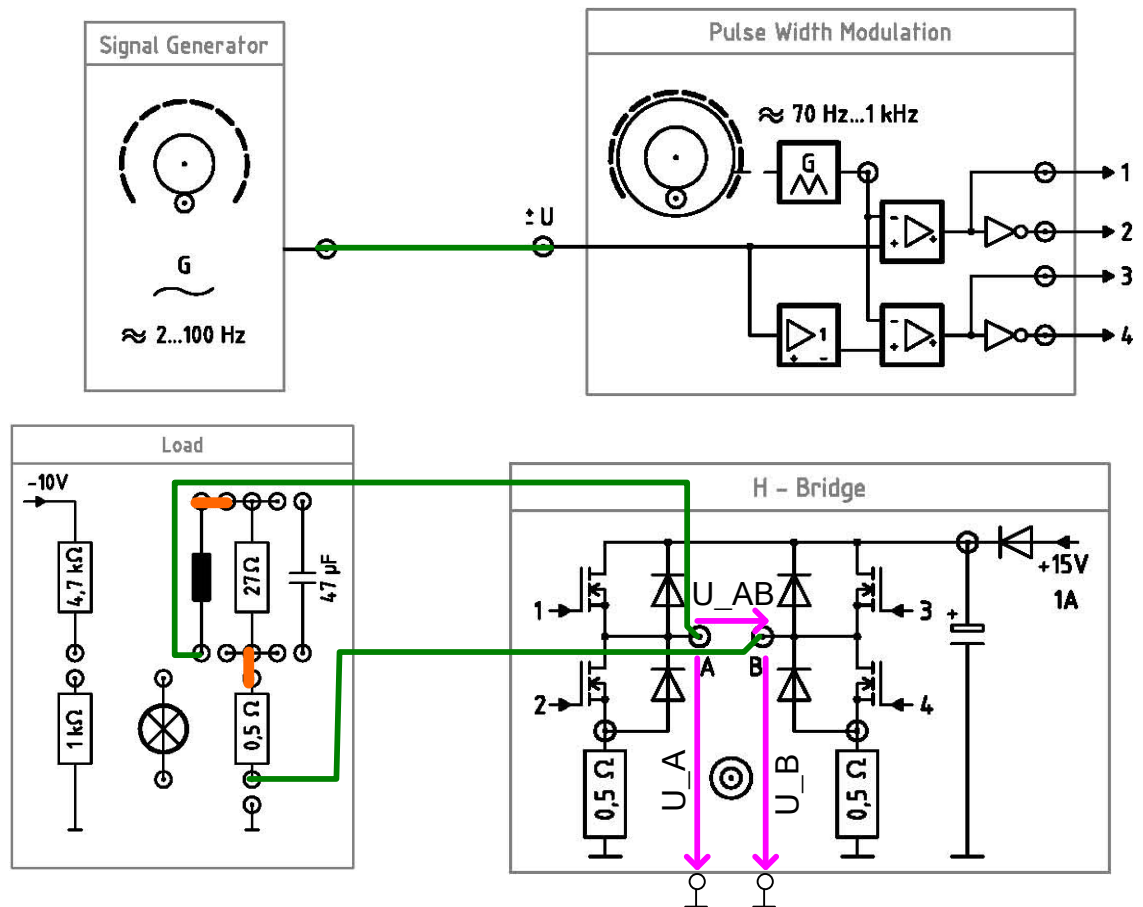 Signal Generator
G
≈ 2...100 Hz
± U
Pulse Width Modulation
≈ 70 Hz...1 kHz
G
-
+
+
1
2
3
4
1
+
-
-
+
+
Load
-10V
4,7 kΩ
1 kΩ
27Ω
47 µF
0,5 Ω
H - Bridge
+15V
1A
+
1
2
3
4
U_AB
A
B
U_A
U_B
0,5 Ω
0,5 Ω